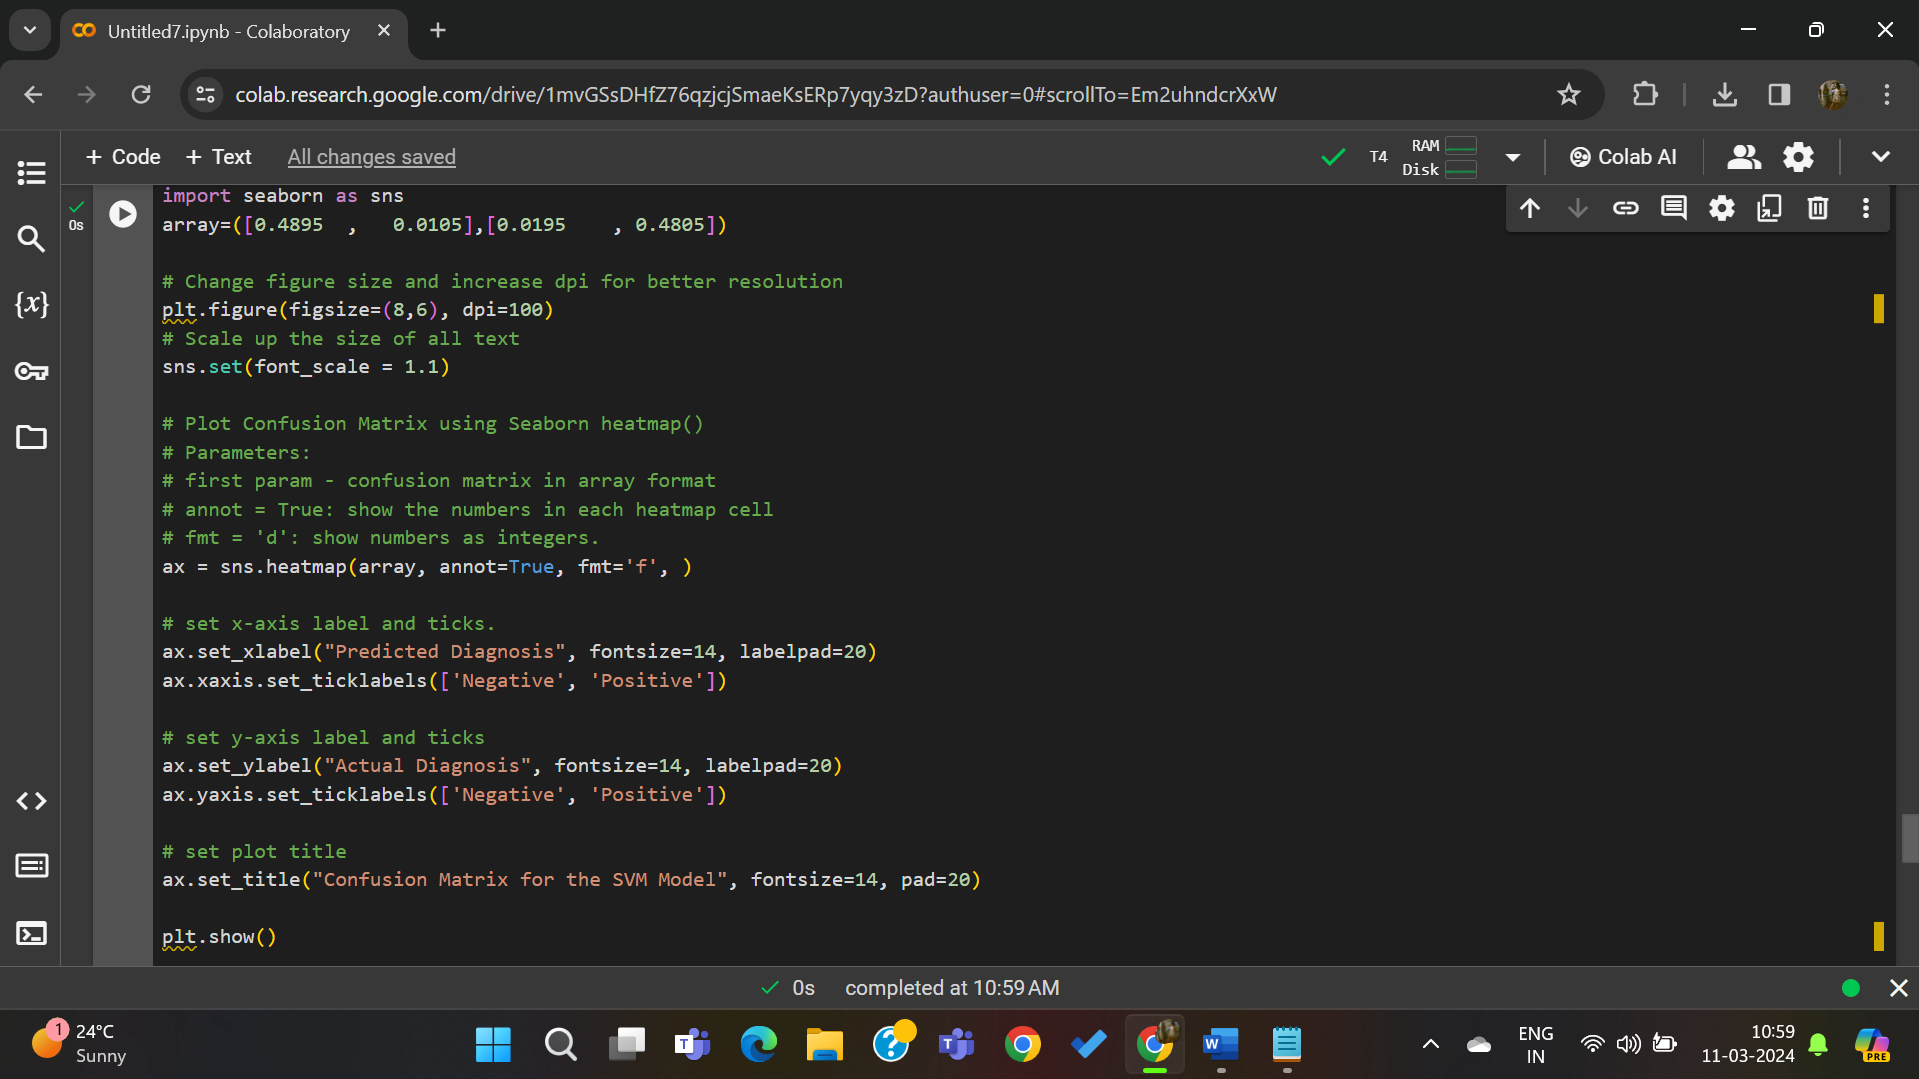 Untitled7.ipynb - Colaboratory
colab.research.google.com/drive/1mvGSsDHfZ76qzjcjSmaeKsERp7yqy3zD?authuser=0#scrollTo=Em2uhndcrXxW
+ Code + Text All changes saved
T4 RAM Disk Colab AI
0s
import seaborn as sns
array=([0.4895  ,   0.0105],[0.0195    , 0.4805])
# Change figure size and increase dpi for better resolution
plt.figure(figsize=(8,6), dpi=100)
# Scale up the size of all text
sns.set(font_scale = 1.1)
# Plot Confusion Matrix using Seaborn heatmap()
# Parameters:
# first param - confusion matrix in array format
# annot = True: show the numbers in each heatmap cell
# fmt = 'd': show numbers as integers.
ax = sns.heatmap(array, annot=True, fmt='f', )
# set x-axis label and ticks.
ax.set_xlabel("Predicted Diagnosis", fontsize=14, labelpad=20)
ax.xaxis.set_ticklabels(['Negative', 'Positive'])
# set y-axis label and ticks
ax.set_ylabel("Actual Diagnosis", fontsize=14, labelpad=20)
ax.yaxis.set_ticklabels(['Negative', 'Positive'])
# set plot title
ax.set_title("Confusion Matrix for the SVM Model", fontsize=14, pad=20)
plt.show()
{x}
0s completed at 10:59 AM
1
24°C
Sunny
ENG
IN
10:59
11-03-2024
PRE